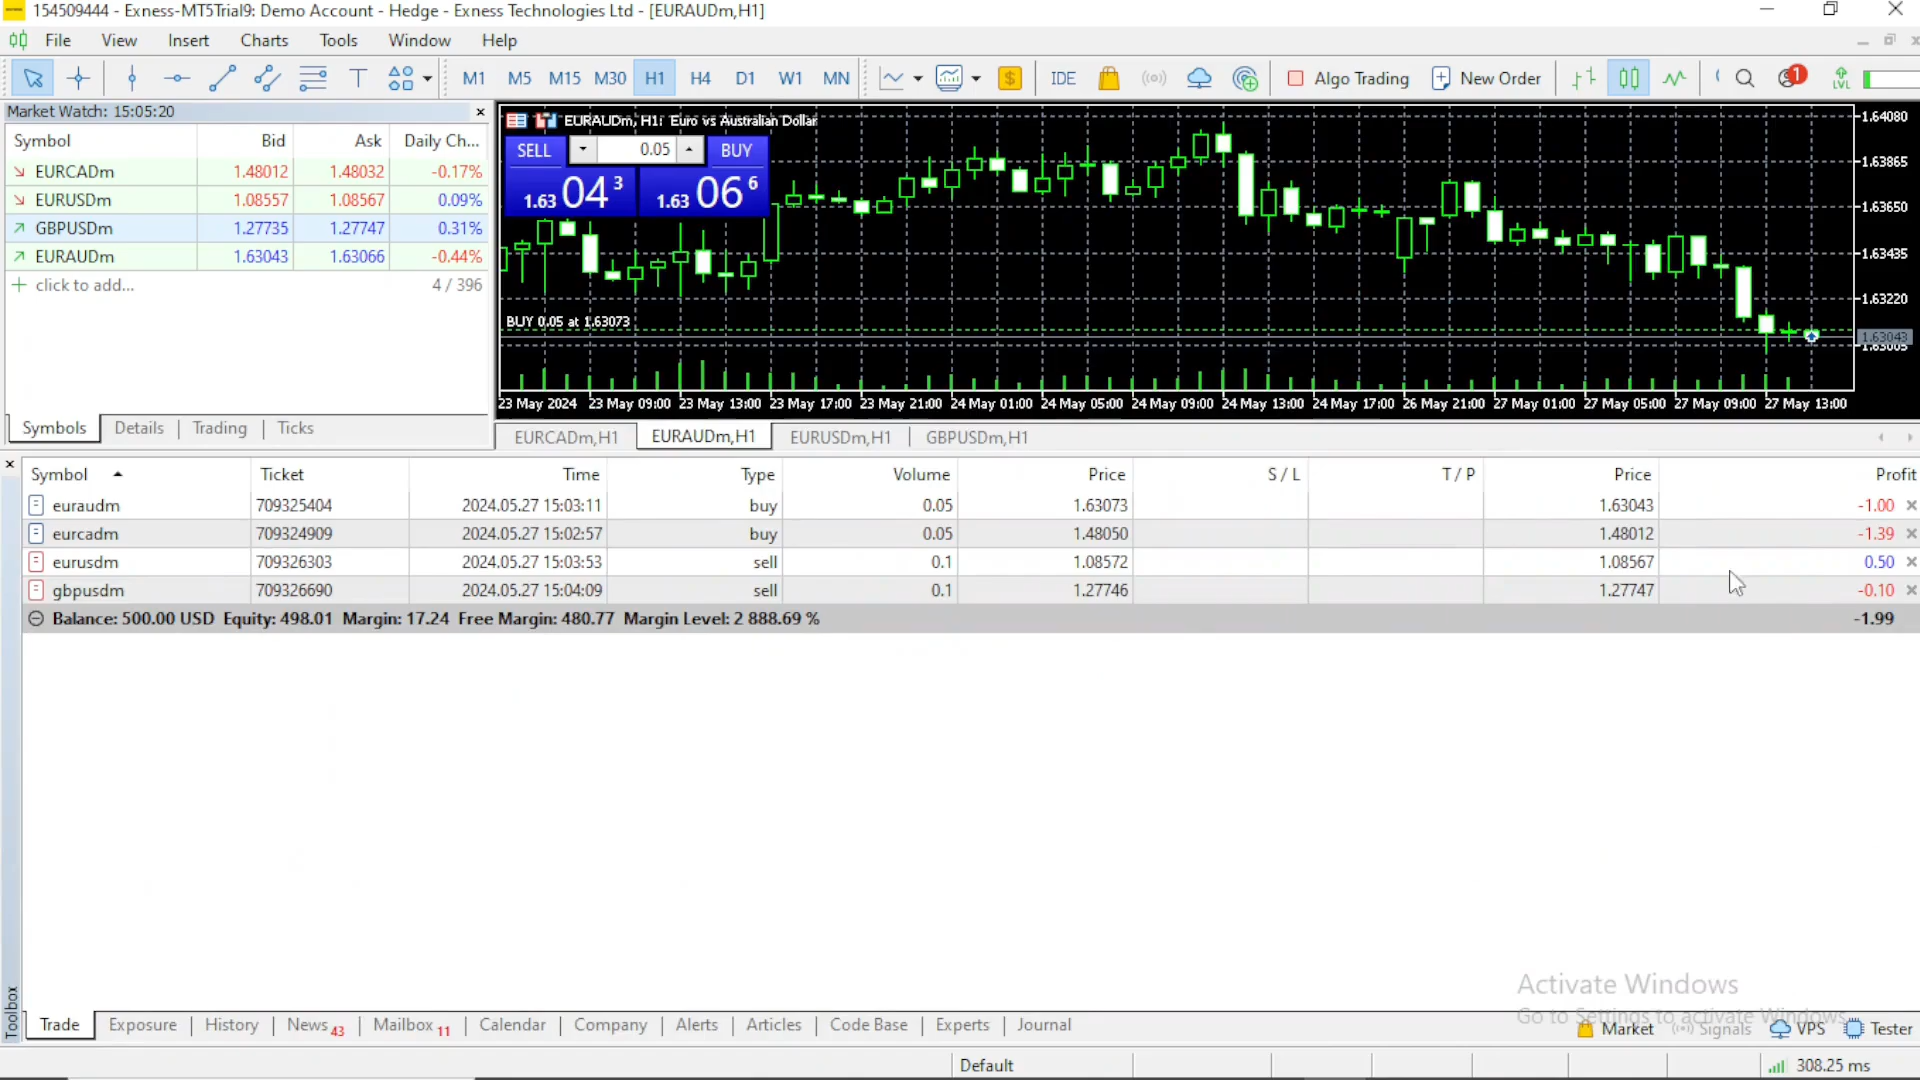 154509444 - Exness-MT5Trial9: Demo Account - Hedge - Exness Technologies Ltd - [EURAUDm,H1]
File View Insert Charts Tools Window Help
M1 M5 M15 M30 H1 H4 D1 W1 MN IDE Algo Trading New Order 1 LVL
Market Watch: 15:05:20
Symbol Bid Ask Daily Ch...
EURCADm 1.48012 1.48032 -0.17%
EURUSDm 1.08557 1.08567 0.09%
GBPUSDm 1.27735 1.27747 0.31%
EURAUDm 1.63043 1.63066 -0.44%
click to add... 4 / 396
Symbols Details Trading Ticks
EURAUDm, H1: Euro vs Australian Dollar
SELL 0.05 BUY
1.63 04 3 1.63 06 6
BUY 0.05 at 1.63073
1.64080
1.63865
1.63650
1.63435
1.63220
1.63043
1.63005
23 May 2024 23 May 09:00 23 May 13:00 23 May 17:00 23 May 21:00 24 May 01:00 24 May 05:00 24 May 09:00 24 May 13:00 24 May 17:00 26 May 21:00 27 May 01:00 27 May 05:00 27 May 09:00 27 May 13:00
EURCADm,H1 EURAUDm,H1 EURUSDm,H1 GBPUSDm,H1
Symbol Ticket Time Type Volume Price S / L T / P Price Profit
euraudm 709325404 2024.05.27 15:03:11 buy 0.05 1.63073 1.63043 -1.00
eurcadm 709324909 2024.05.27 15:02:57 buy 0.05 1.48050 1.48012 -1.39
eurusdm 709326303 2024.05.27 15:03:53 sell 0.1 1.08572 1.08567 0.50
gbpusdm 709326690 2024.05.27 15:04:09 sell 0.1 1.27746 1.27747 -0.10
Balance: 500.00 USD Equity: 498.01 Margin: 17.24 Free Margin: 480.77 Margin Level: 2 888.69 % -1.99
Activate Windows
Go to Settings to activate Windows.
Toolbox
Trade Exposure History News 43 Mailbox 11 Calendar Company Alerts Articles Code Base Experts Journal Market Signals VPS Tester
Default 308.25 ms